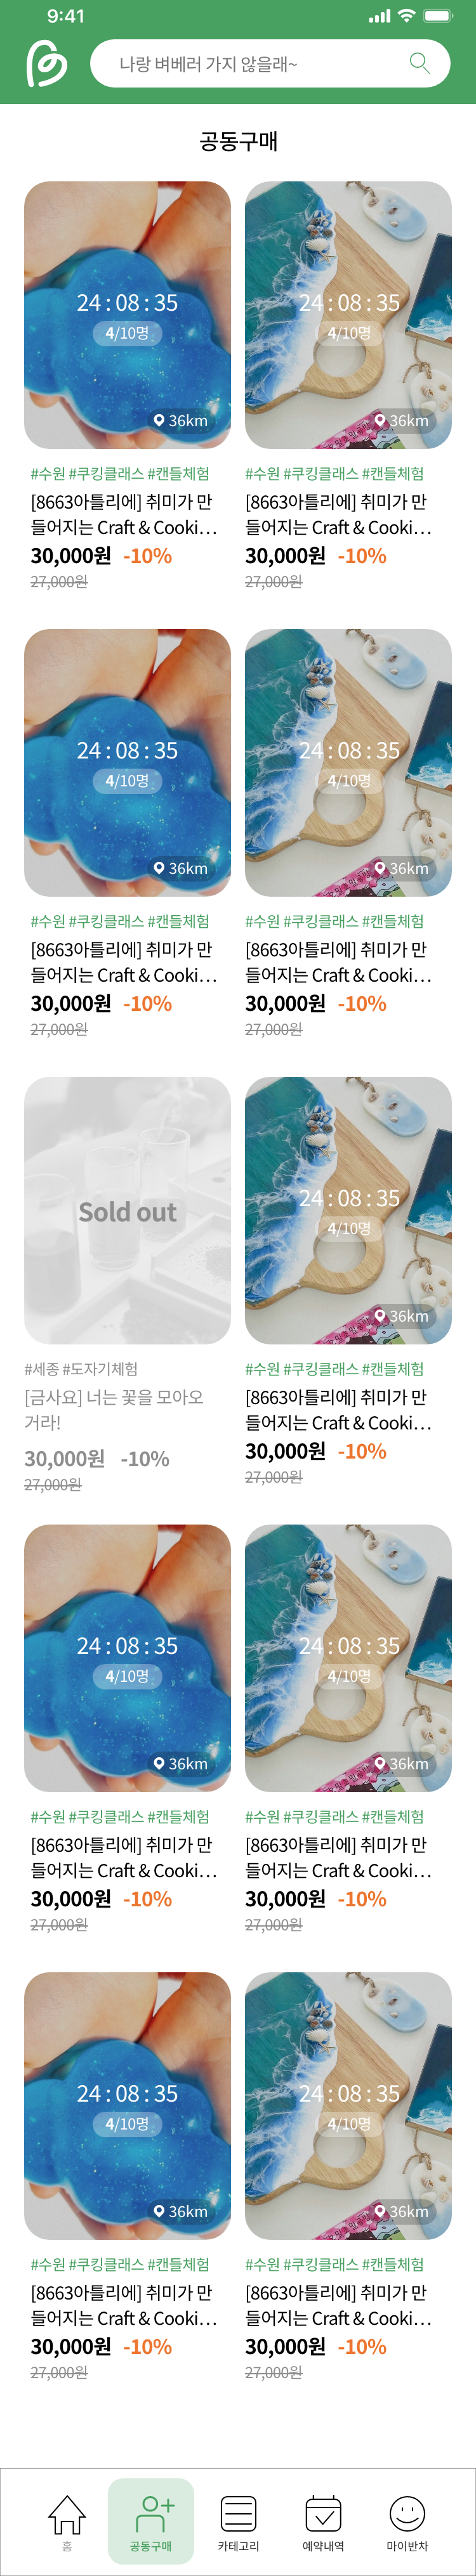 9:41
나랑 벼베러 가지 않을래~
공동구매
24 : 08 : 35
4/10명
36km
#수원 #쿠킹클래스 #캔들체험
[8663아틀리에] 취미가 만
들어지는 Craft & Cooki...
30,000원 -10%
27,000원
24 : 08 : 35
4/10명
36km
#수원 #쿠킹클래스 #캔들체험
[8663아틀리에] 취미가 만
들어지는 Craft & Cooki...
30,000원 -10%
27,000원
24 : 08 : 35
4/10명
36km
#수원 #쿠킹클래스 #캔들체험
[8663아틀리에] 취미가 만
들어지는 Craft & Cooki...
30,000원 -10%
27,000원
24 : 08 : 35
4/10명
36km
#수원 #쿠킹클래스 #캔들체험
[8663아틀리에] 취미가 만
들어지는 Craft & Cooki...
30,000원 -10%
27,000원
Sold out
#세종 #도자기체험
[금사요] 너는 꽃을 모아오
거라!
30,000원 -10%
27,000원
24 : 08 : 35
4/10명
36km
#수원 #쿠킹클래스 #캔들체험
[8663아틀리에] 취미가 만
들어지는 Craft & Cooki...
30,000원 -10%
27,000원
24 : 08 : 35
4/10명
36km
#수원 #쿠킹클래스 #캔들체험
[8663아틀리에] 취미가 만
들어지는 Craft & Cooki...
30,000원 -10%
27,000원
24 : 08 : 35
4/10명
36km
#수원 #쿠킹클래스 #캔들체험
[8663아틀리에] 취미가 만
들어지는 Craft & Cooki...
30,000원 -10%
27,000원
24 : 08 : 35
4/10명
36km
#수원 #쿠킹클래스 #캔들체험
[8663아틀리에] 취미가 만
들어지는 Craft & Cooki...
30,000원 -10%
27,000원
24 : 08 : 35
4/10명
36km
#수원 #쿠킹클래스 #캔들체험
[8663아틀리에] 취미가 만
들어지는 Craft & Cooki...
30,000원 -10%
27,000원
홈
공동구매
카테고리
예약내역
마이반차